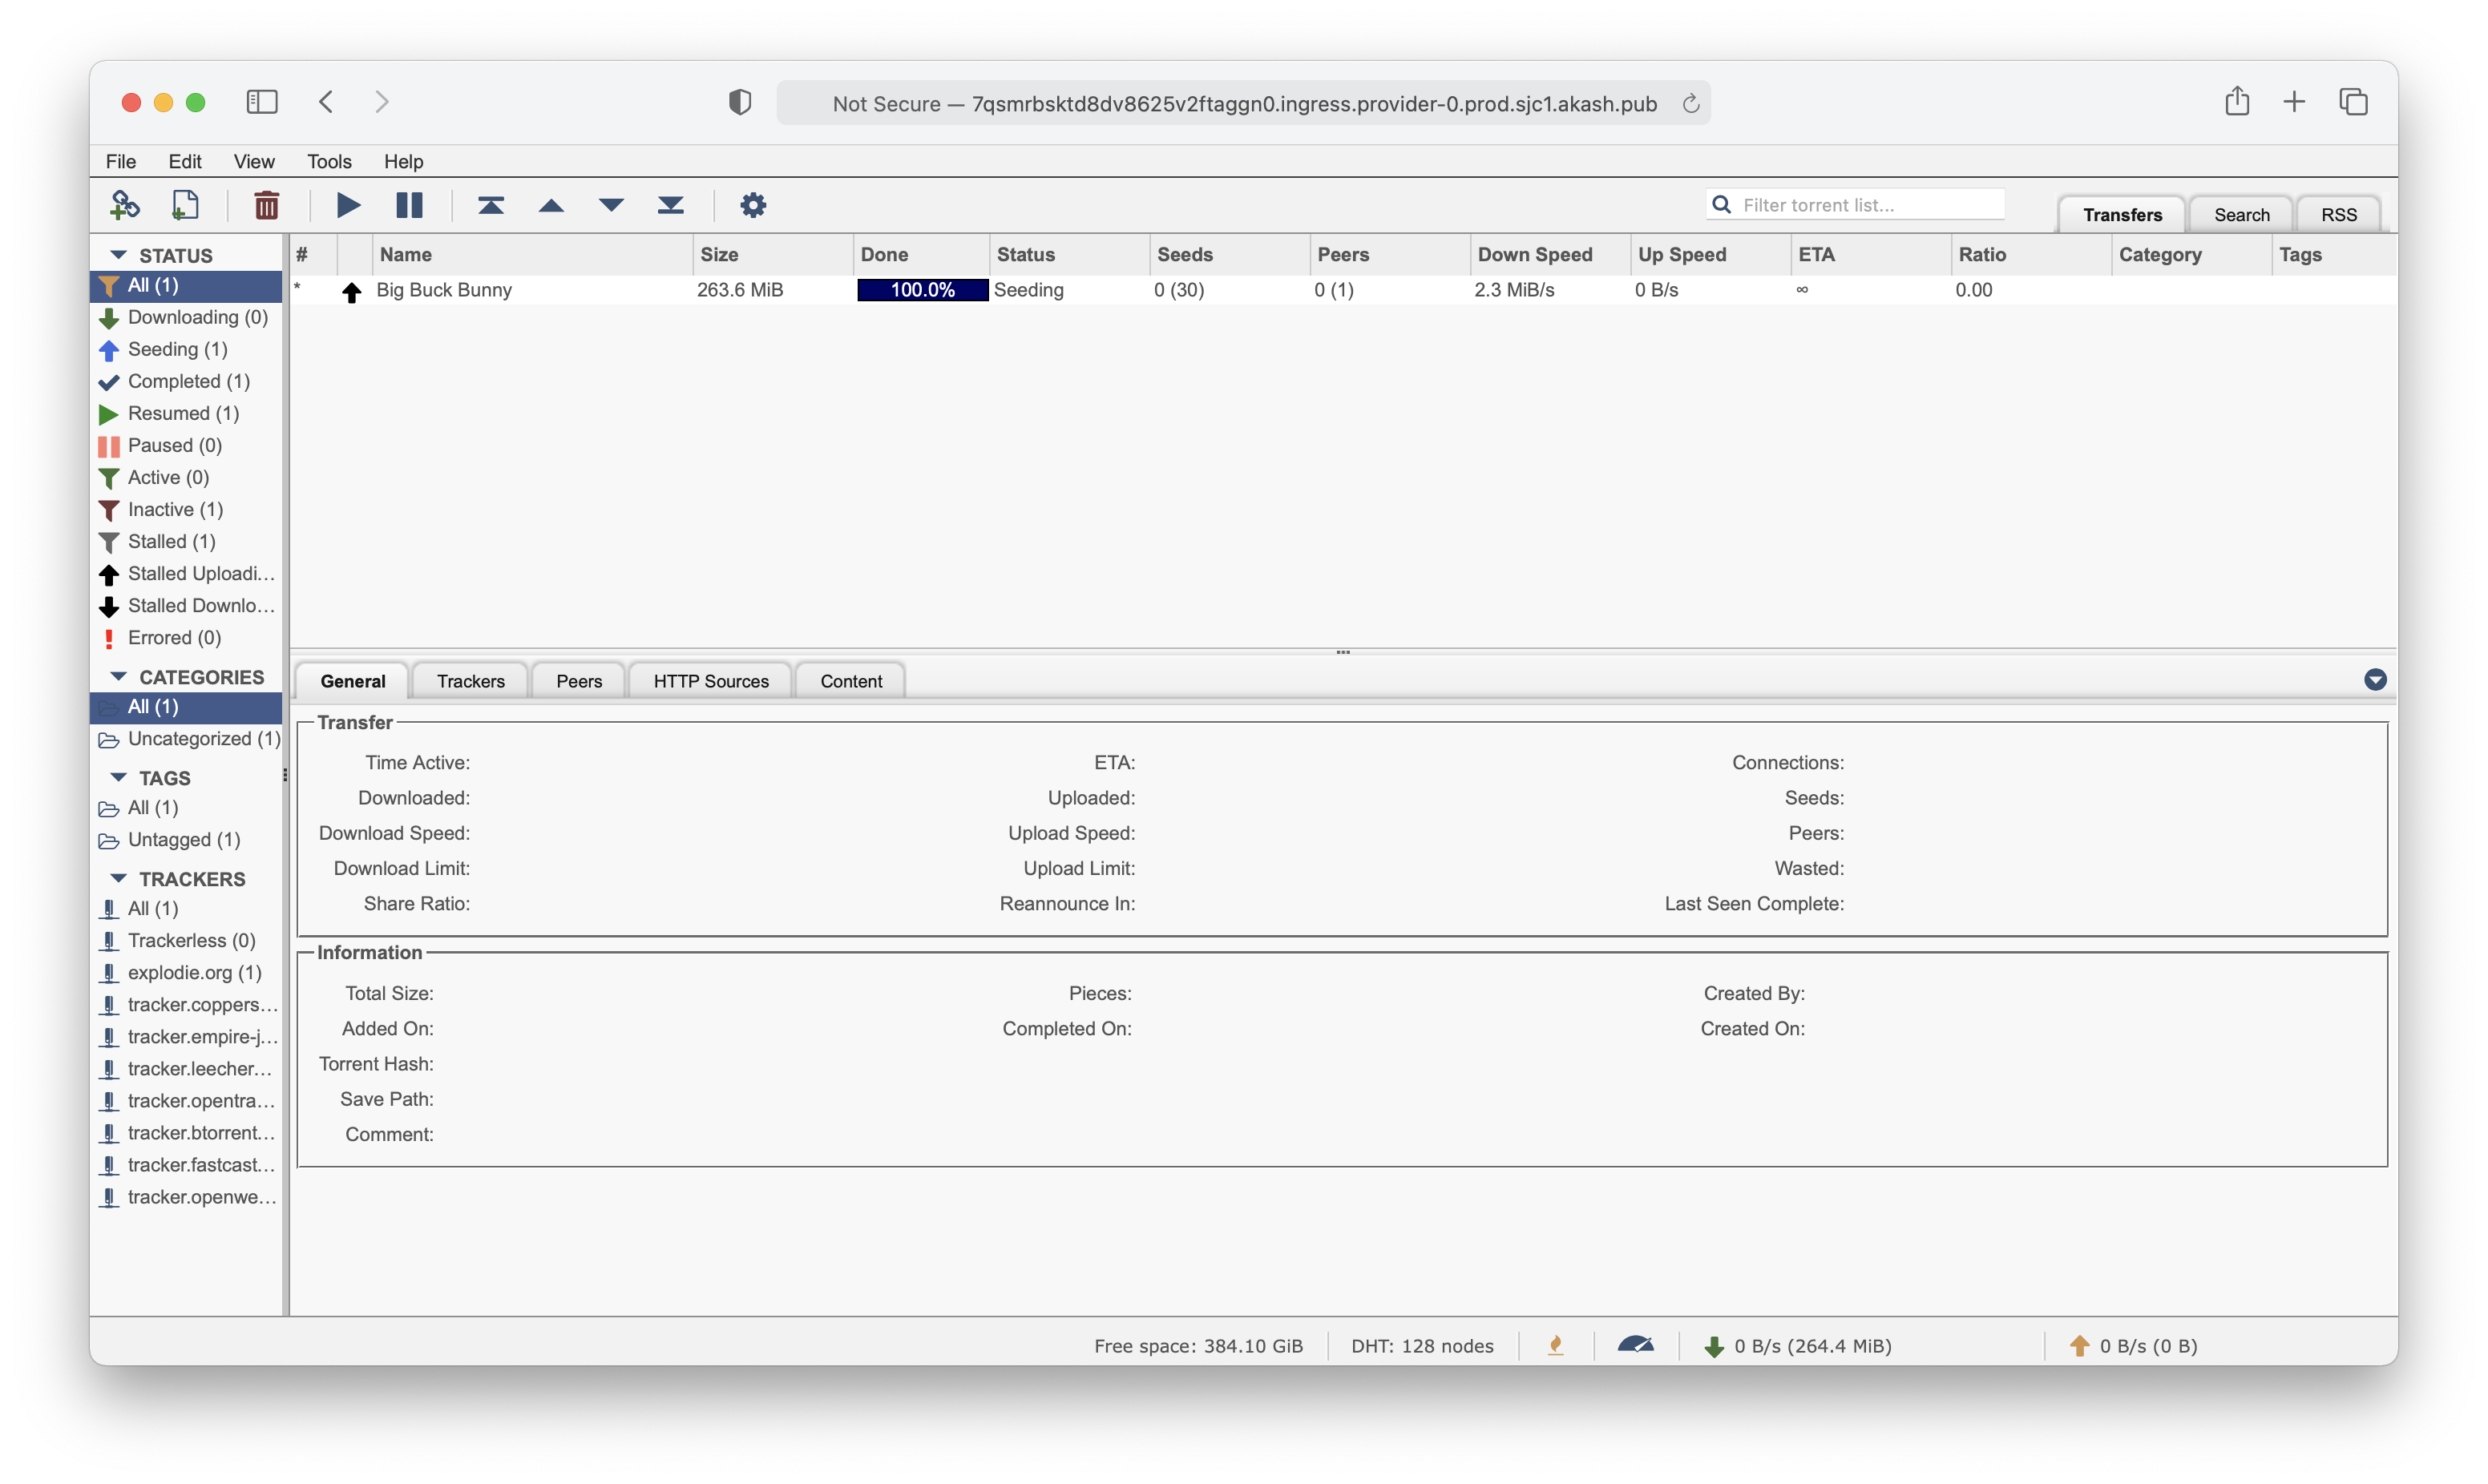 Not Secure — 7qsmrbsktd8dv8625v2ftaggn0.ingress.provider-0.prod.sjc1.akash.pub
File Edit View Tools Help
Filter torrent list... Transfers Search RSS
STATUS
All (1)
Downloading (0)
Seeding (1)
Completed (1)
Resumed (1)
Paused (0)
Active (0)
Inactive (1)
Stalled (1)
Stalled Uploadi...
Stalled Downlo...
Errored (0)
CATEGORIES
All (1)
Uncategorized (1)
TAGS
All (1)
Untagged (1)
TRACKERS
All (1)
Trackerless (0)
explodie.org (1)
tracker.coppers...
tracker.empire-j...
tracker.leecher...
tracker.opentra...
tracker.btorrent...
tracker.fastcast...
tracker.openwe...
# Name Size Done Status Seeds Peers Down Speed Up Speed ETA Ratio Category Tags
* Big Buck Bunny 263.6 MiB 100.0% Seeding 0 (30) 0 (1) 2.3 MiB/s 0 B/s ∞ 0.00
General Trackers Peers HTTP Sources Content
Transfer
Time Active: ETA: Connections:
Downloaded: Uploaded: Seeds:
Download Speed: Upload Speed: Peers:
Download Limit: Upload Limit: Wasted:
Share Ratio: Reannounce In: Last Seen Complete:
Information
Total Size: Pieces: Created By:
Added On: Completed On: Created On:
Torrent Hash:
Save Path:
Comment:
Free space: 384.10 GiB DHT: 128 nodes 0 B/s (264.4 MiB) 0 B/s (0 B)